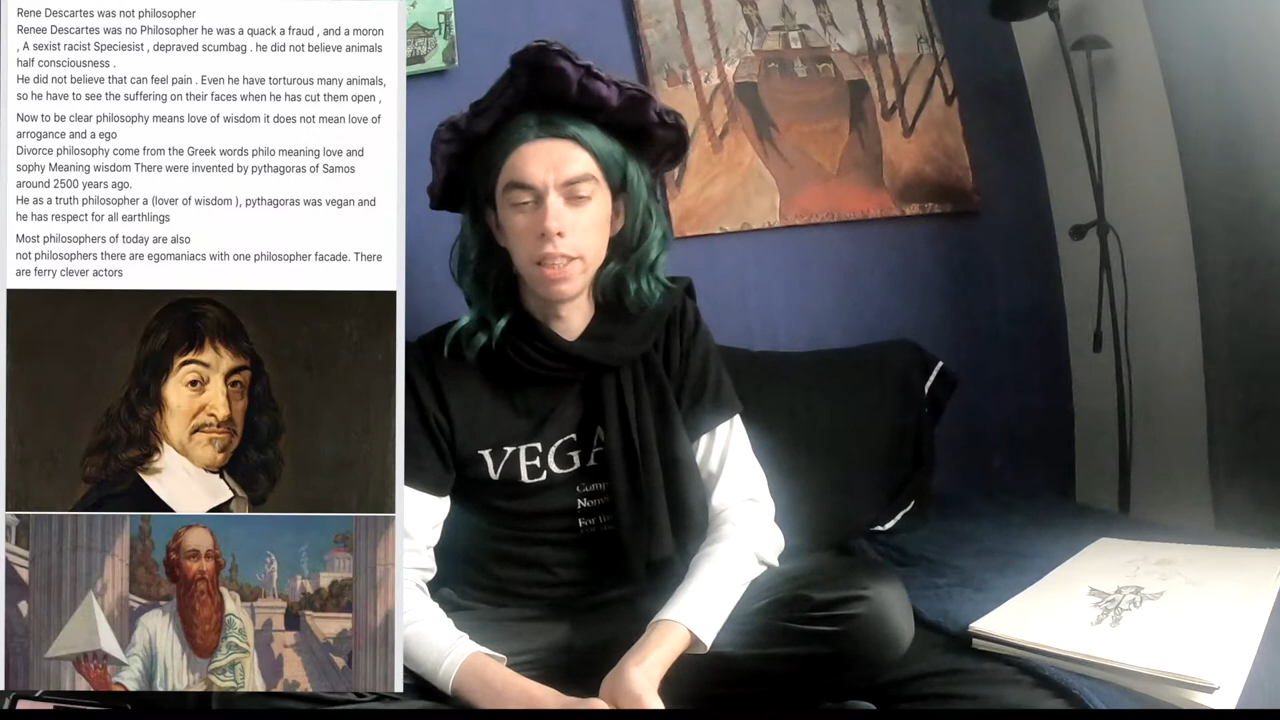 Rene Descartes was not philosopher
Renee Descartes was no Philosopher he was a quack a fraud , and a moron
, A sexist racist Speciesist , depraved scumbag . he did not believe animals
half consciousness .
He did not believe that can feel pain . Even he have torturous many animals,
so he have to see the suffering on their faces when he has cut them open ,
Now to be clear philosophy means love of wisdom it does not mean love of
arrogance and a ego
Divorce philosophy come from the Greek words philo meaning love and
sophy Meaning wisdom There were invented by pythagoras of Samos
around 2500 years ago.
He as a truth philosopher a (lover of wisdom ), pythagoras was vegan and
he has respect for all earthlings
Most philosophers of today are also
not philosophers there are egomaniacs with one philosopher facade. There
are ferry clever actors
VEGA
Comp
Nonv
For th